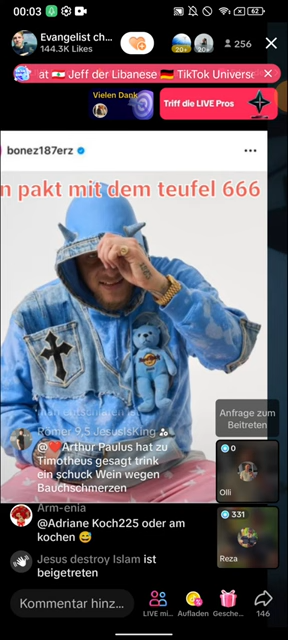 00:03
62
Evangelist ch...
144.3K Likes
20+
20+
256
at 🇱🇧 Jeff der Libanese 🇩🇪 TikTok Universe
Vielen Dank
Triff die LIVE Pros
bonez187erz
n pakt mit dem teufel 666
Römer 9,5 JesusIsKing
@❤️Arthur Paulus hat zu
Timotheus gesagt trink
ein schuck Wein wegen
Bauchschmerzen
Anfrage zum
Beitreten
0
Olli
Arm-enia
@Adriane Koch225 oder am
kochen 😅
331
Reza
Jesus destroy Islam ist
beigetreten
Kommentar hinz...
LIVE mi...
Aufladen
Gesche...
146